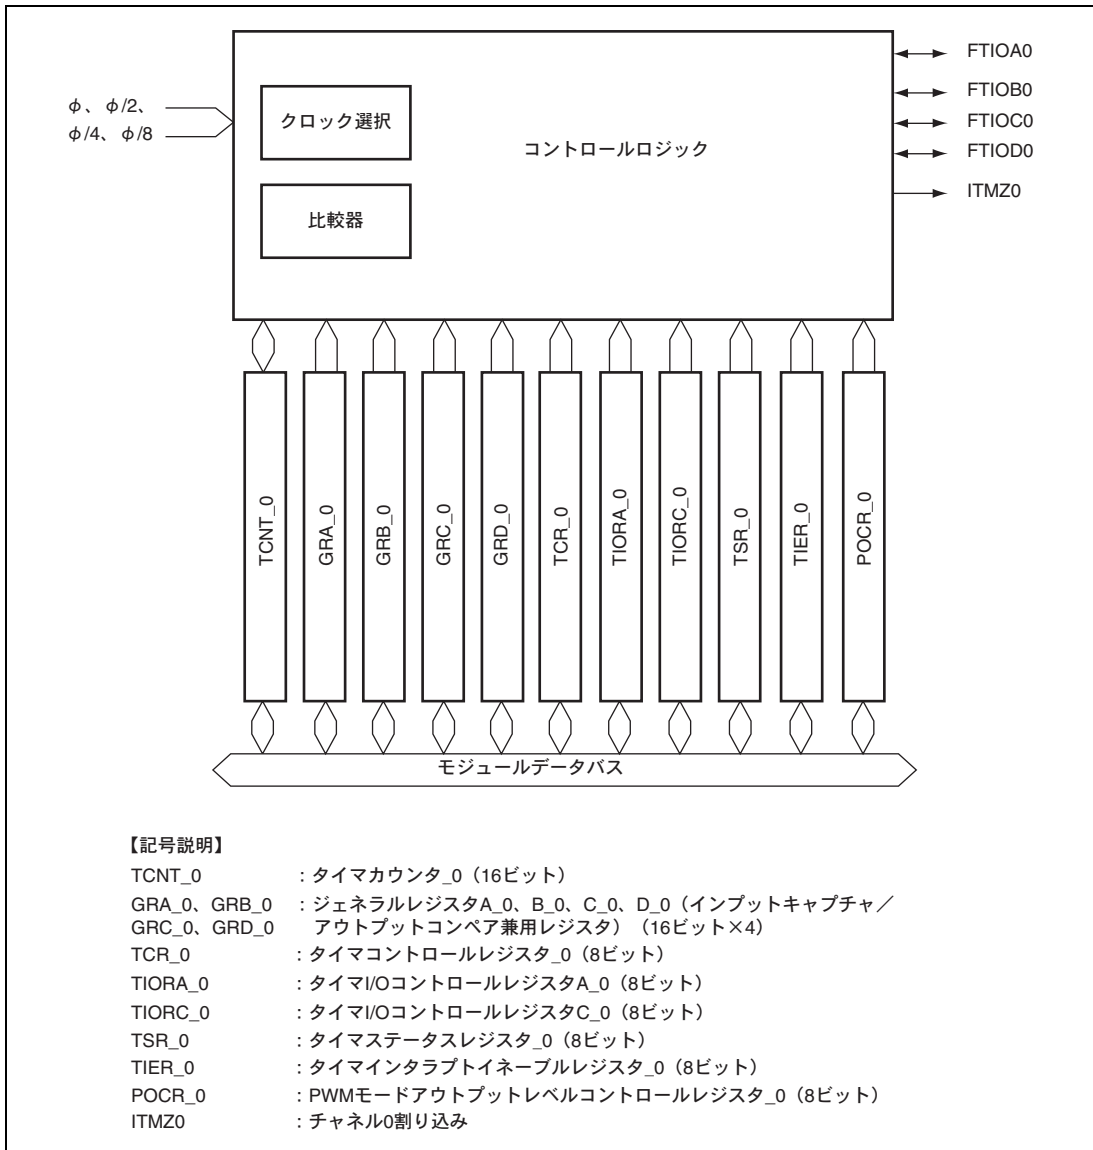 φ、φ/2、
φ/4、φ/8
クロック選択
比較器
コントロールロジック
FTIOA0
FTIOB0
FTIOC0
FTIOD0
ITMZ0
TCNT_0
GRA_0
GRB_0
GRC_0
GRD_0
TCR_0
TIORA_0
TIORC_0
TSR_0
TIER_0
POCR_0
モジュールデータバス
【記号説明】
TCNT_0 : タイマカウンタ_0（16ビット）
GRA_0、GRB_0 : ジェネラルレジスタA_0、B_0、C_0、D_0（インプットキャプチャ／
GRC_0、GRD_0 アウトプットコンペア兼用レジスタ）（16ビット×4）
TCR_0 : タイマコントロールレジスタ_0（8ビット）
TIORA_0 : タイマI/OコントロールレジスタA_0（8ビット）
TIORC_0 : タイマI/OコントロールレジスタC_0（8ビット）
TSR_0 : タイマステータスレジスタ_0（8ビット）
TIER_0 : タイマインタラプトイネーブルレジスタ_0（8ビット）
POCR_0 : PWMモードアウトプットレベルコントロールレジスタ_0（8ビット）
ITMZ0 : チャネル0割り込み